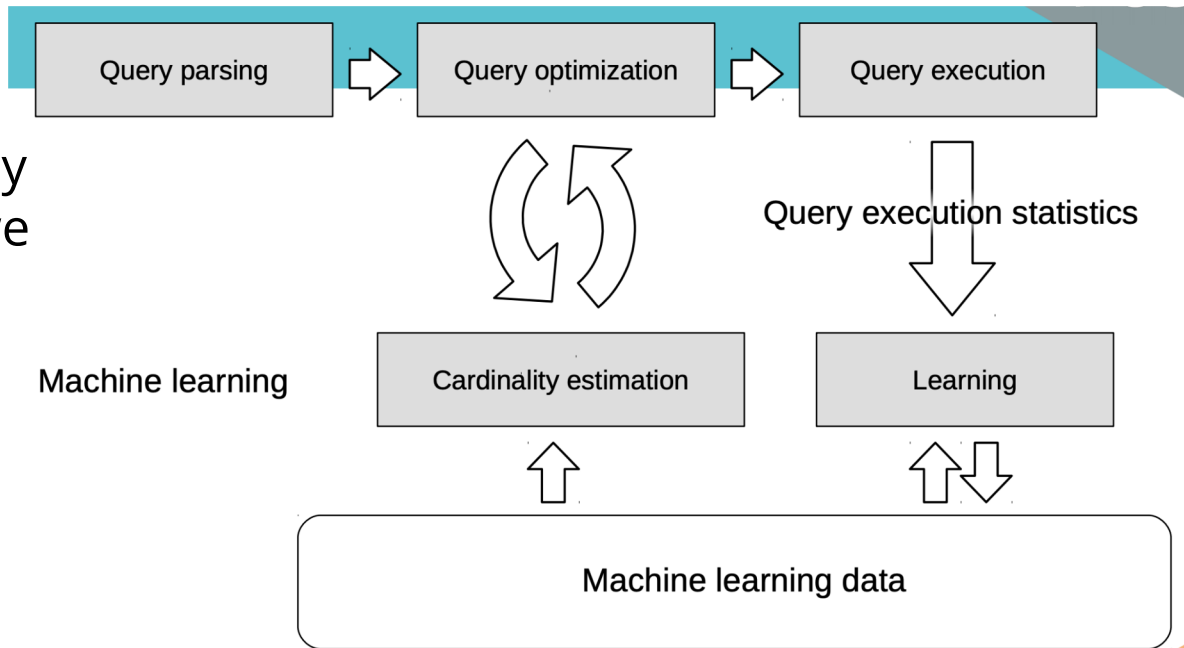 Query parsing
Query optimization
Query execution
y
Query execution statistics
e
Machine learning
Cardinality estimation
Learning
Machine learning data